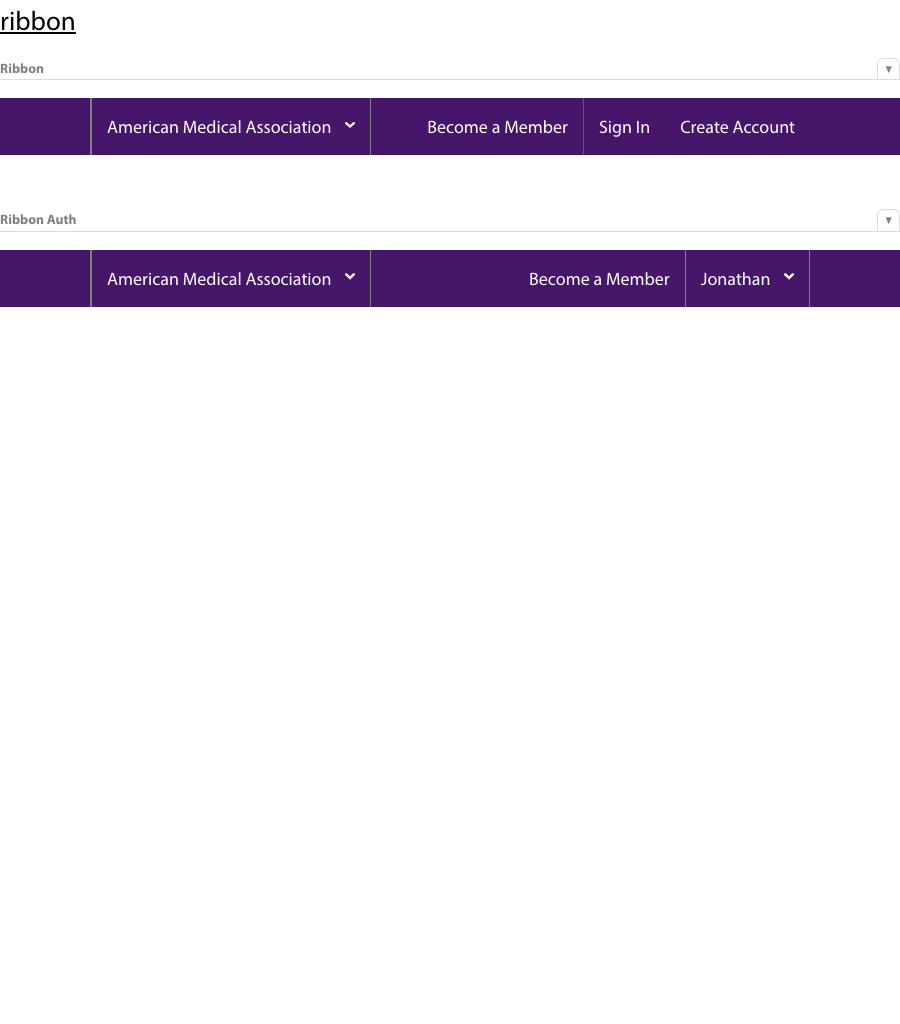 ribbon
Ribbon
▼
American Medical Association Become a Member Sign In Create Account
Ribbon Auth
▼
American Medical Association Become a Member Jonathan